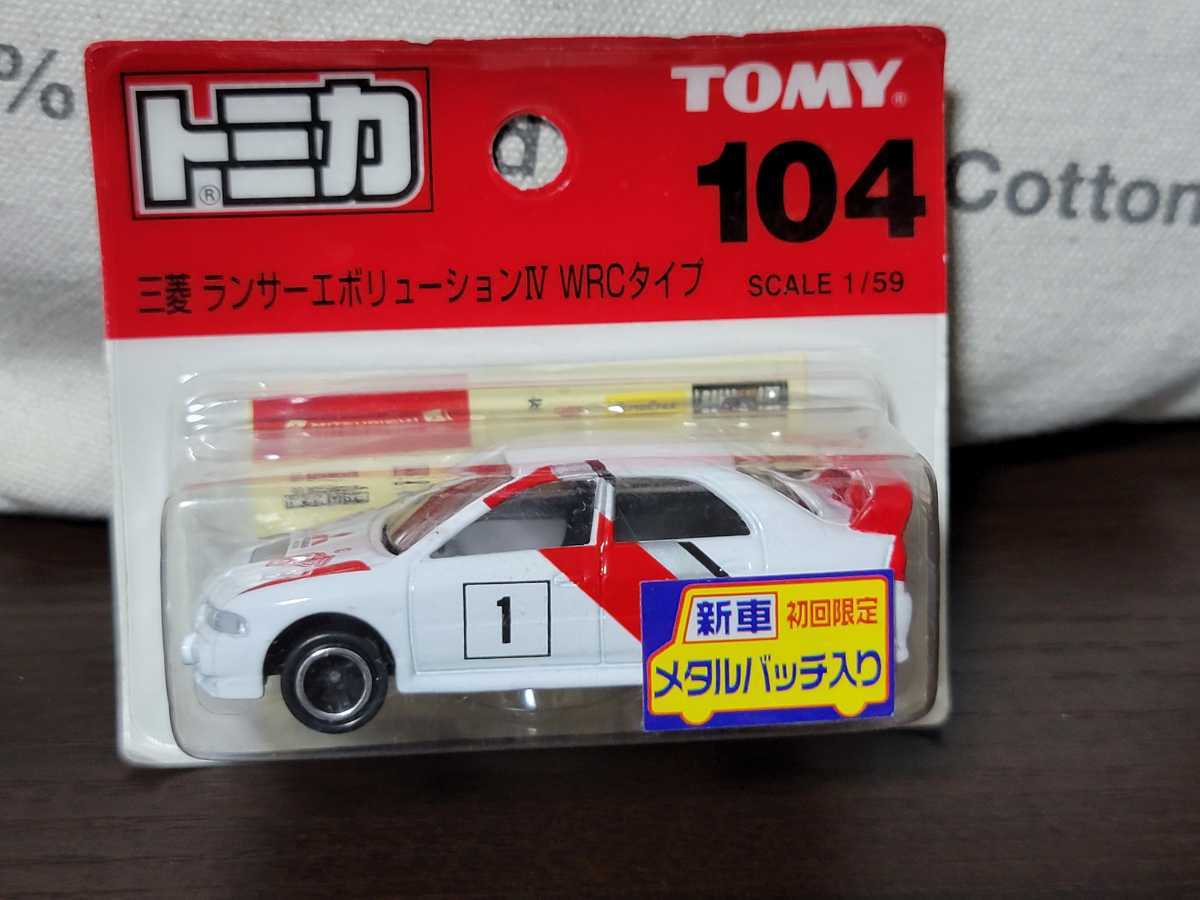 %
Cotton
トミカ®
TOMY®
104
三菱 ランサーエボリューションⅣ WRCタイプ
SCALE 1/59
1
新車 初回限定
メタルバッチ入り